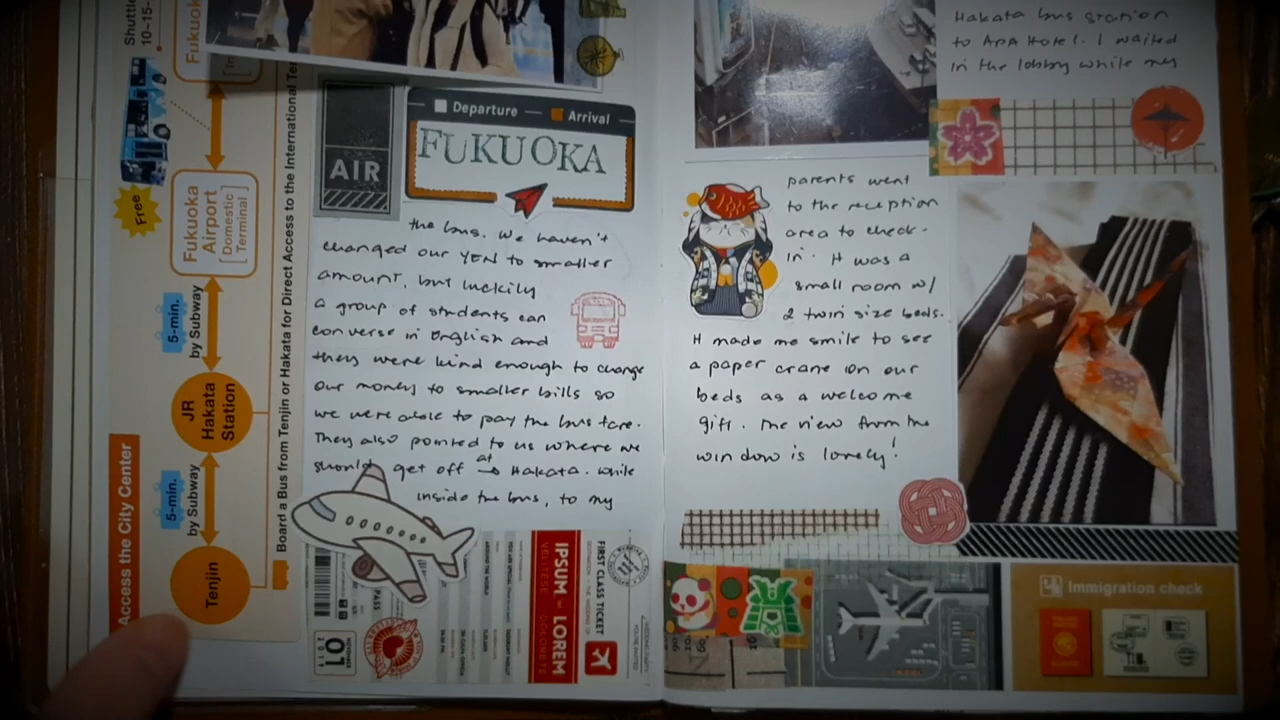 Shuttle
10-15-
Fukuoka
Free
Fukuoka
Airport
[Domestic
Terminal]
5-min.
by Subway
JR
Hakata
Station
5-min.
by Subway
Tenjin
Access the City Center
Board a Bus from Tenjin or Hakata for Direct Access to the International Ter
AIR
Departure → Arrival
FUKUOKA
the bus. We haven't
changed our YEN to smaller
amount, but luckily
a group of students can
converse in English and
they were kind enough to change
our money to smaller bills so
we were able to pay the bus fare.
They also pointed to us where we
should get off at → Hakata. While
inside the bus, to my
PASS
LO
FIRST CLASS TICKET
IPSUM → LOREM
VELITESE DOLONETE
Hakata bus station
to APA Hotel. I waited
in the lobby while my
parents went
to the reception
area to check-
in. It was a
small room w/
2 twin size beds.
It made me smile to see
a paper crane on our
beds as a welcome
gift. The view from the
window is lovely!
Immigration check